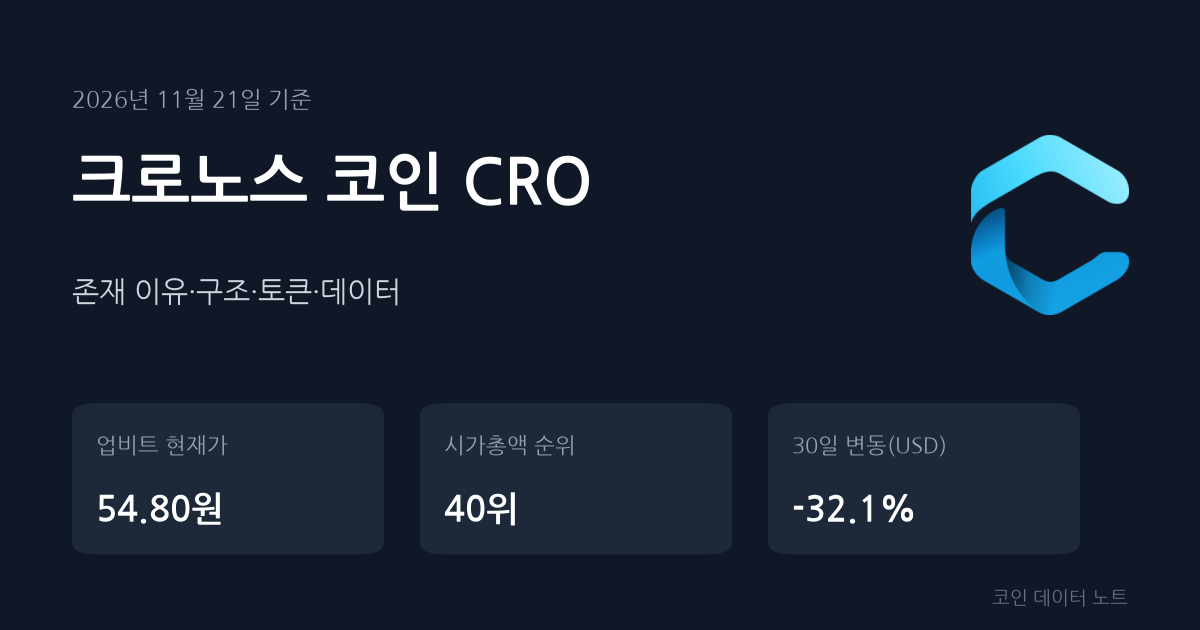 2026년 11월 21일 기준
크로노스 코인 CRO
존재 이유·구조·토큰·데이터
업비트 현재가
54.80원
시가총액 순위
40위
30일 변동(USD)
-32.1%
코인 데이터 노트